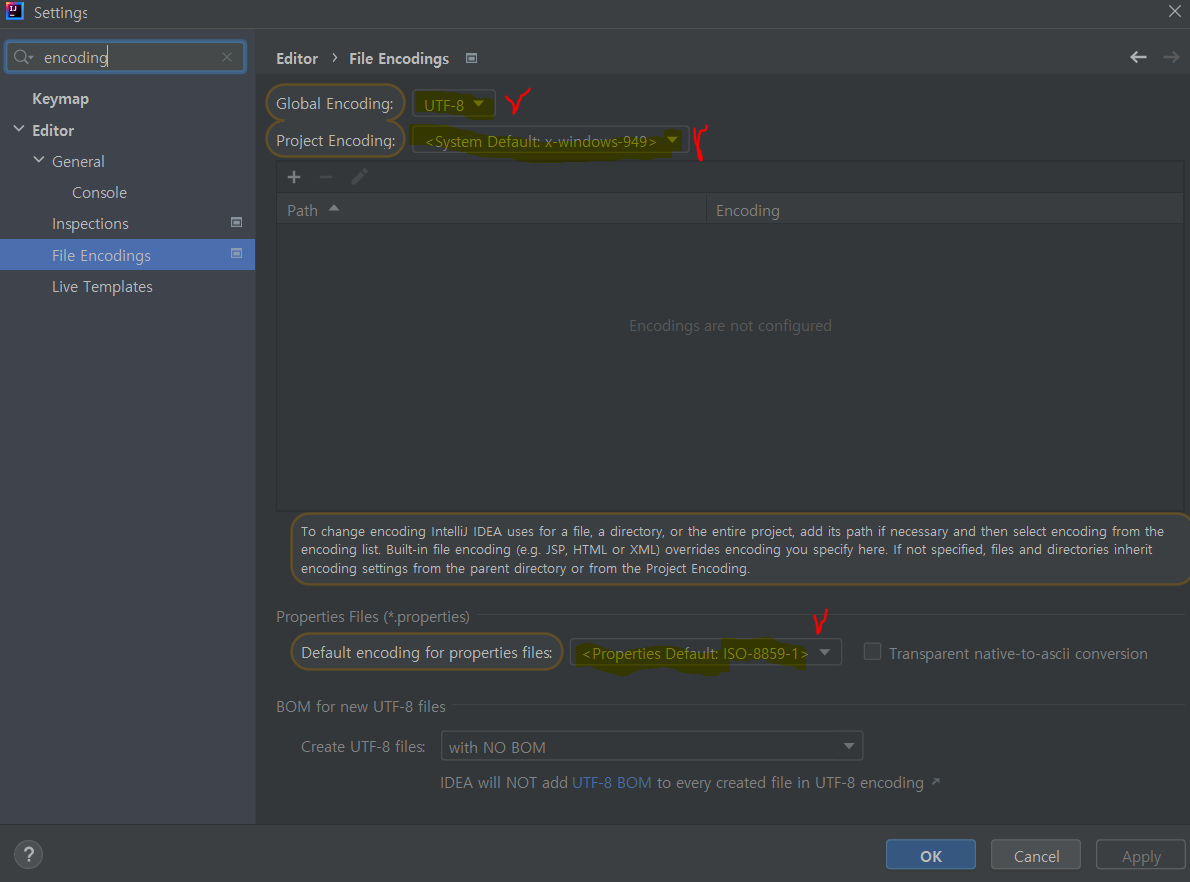 Settings
encoding
Keymap
Editor
General
Console
Inspections
File Encodings
Live Templates
Editor › File Encodings
Global Encoding: UTF-8
Project Encoding: <System Default: x-windows-949>
Path Encoding
Encodings are not configured
To change encoding IntelliJ IDEA uses for a file, a directory, or the entire project, add its path if necessary and then select encoding from the
encoding list. Built-in file encoding (e.g. JSP, HTML or XML) overrides encoding you specify here. If not specified, files and directories inherit
encoding settings from the parent directory or from the Project Encoding.
Properties Files (*.properties)
Default encoding for properties files: <Properties Default: ISO-8859-1> Transparent native-to-ascii conversion
BOM for new UTF-8 files
Create UTF-8 files: with NO BOM
IDEA will NOT add UTF-8 BOM to every created file in UTF-8 encoding ↗
? OK Cancel Apply